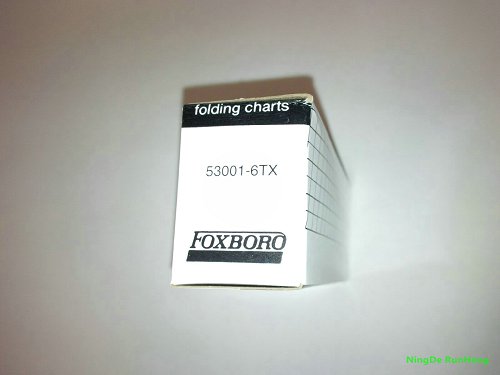 folding charts
53001-6TX
FOXBORO
NingDe RunHong